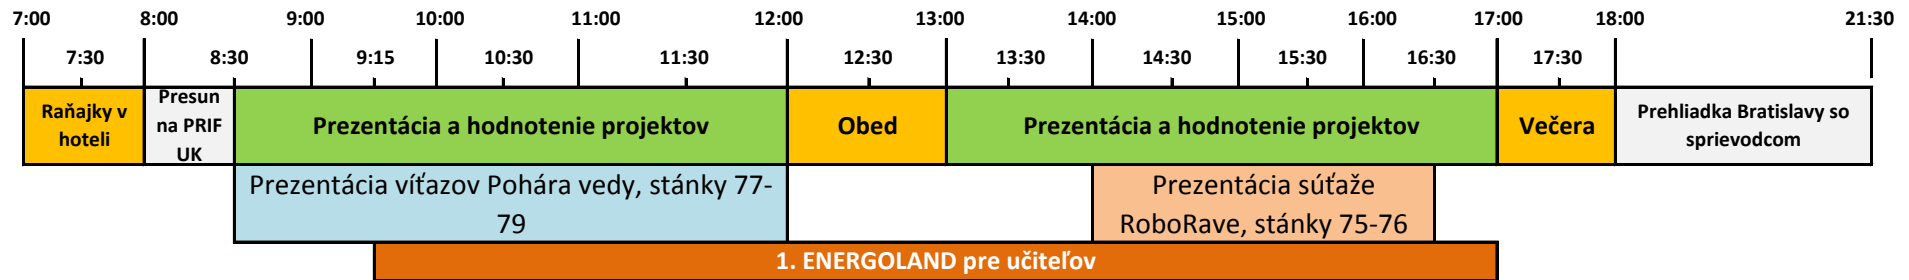 7:00 8:00 9:00 10:00 11:00 12:00 13:00 14:00 15:00 16:00 17:00 18:00 21:30
7:30 8:30 9:15 10:30 11:30 12:30 13:30 14:30 15:30 16:30 17:30
Raňajky v
hoteli
Presun
na PRIF
UK
Prezentácia a hodnotenie projektov
Obed
Prezentácia a hodnotenie projektov
Večera
Prehliadka Bratislavy so
sprievodcom
Prezentácia víťazov Pohára vedy, stánky 77-
79
Prezentácia súťaže
RoboRave, stánky 75-76
1. ENERGOLAND pre učiteľov